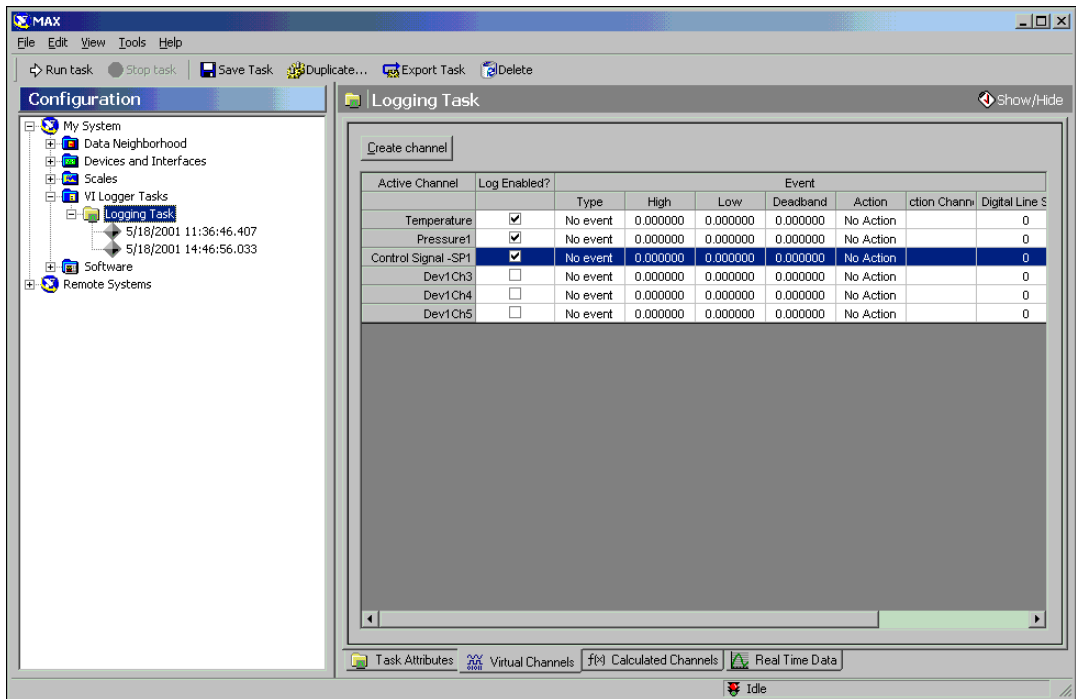 MAX
File Edit View Tools Help
Run task Stop task Save Task Duplicate... Export Task Delete
Configuration
My System
Data Neighborhood
Devices and Interfaces
Scales
VI Logger Tasks
Logging Task
5/18/2001 11:36:46.407
5/18/2001 14:46:56.033
Software
Remote Systems
Logging Task Show/Hide
Create channel
Active Channel Log Enabled? Event
Type High Low Deadband Action ction Chann Digital Line S
Temperature No event 0.000000 0.000000 0.000000 No Action 0
Pressure1 No event 0.000000 0.000000 0.000000 No Action 0
Control Signal -SP1 No event 0.000000 0.000000 0.000000 No Action 0
Dev1Ch3 No event 0.000000 0.000000 0.000000 No Action 0
Dev1Ch4 No event 0.000000 0.000000 0.000000 No Action 0
Dev1Ch5 No event 0.000000 0.000000 0.000000 No Action 0
Task Attributes Virtual Channels f(x) Calculated Channels Real Time Data
Idle